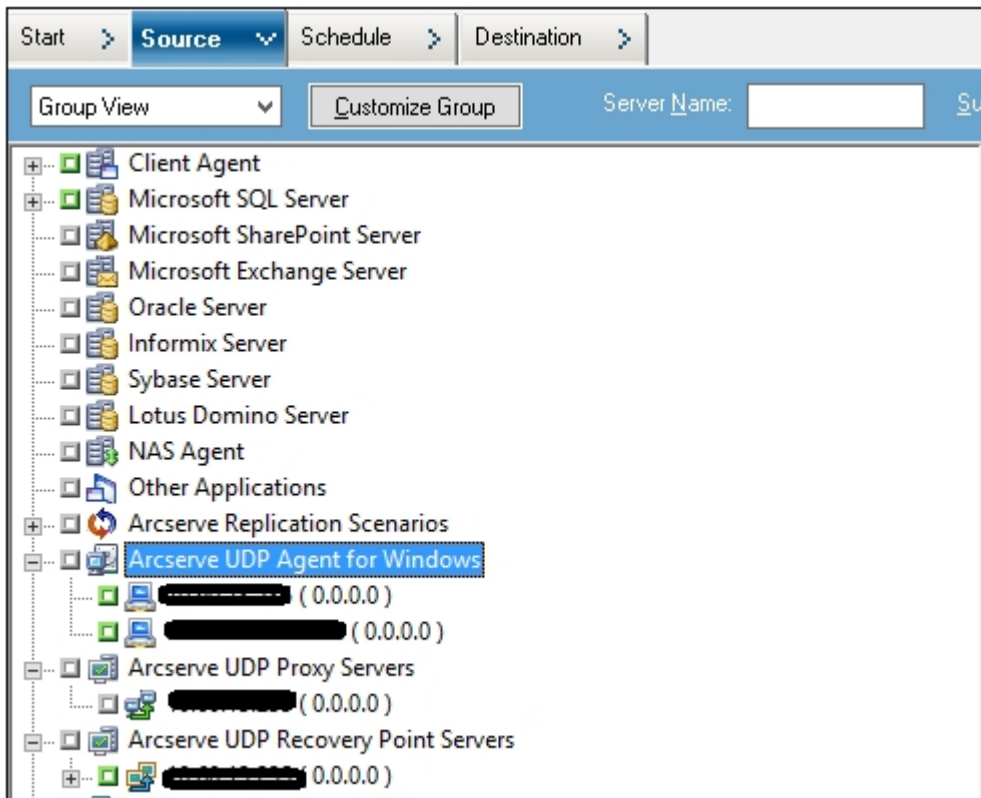 Start Source Schedule Destination
Group View Customize Group Server Name: Su
Client Agent
Microsoft SQL Server
Microsoft SharePoint Server
Microsoft Exchange Server
Oracle Server
Informix Server
Sybase Server
Lotus Domino Server
NAS Agent
Other Applications
Arcserve Replication Scenarios
Arcserve UDP Agent for Windows
( 0.0.0.0 )
( 0.0.0.0 )
Arcserve UDP Proxy Servers
( 0.0.0.0 )
Arcserve UDP Recovery Point Servers
( 0.0.0.0 )